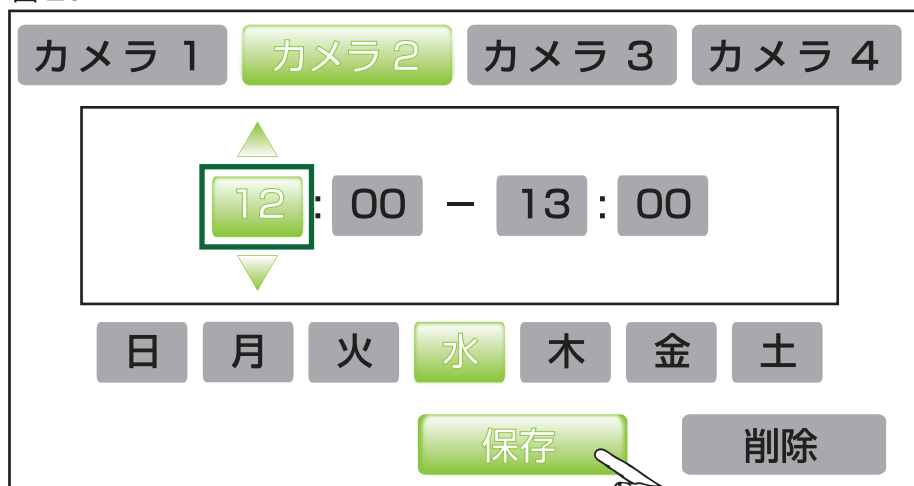 カメラ 1 カメラ 2 カメラ 3 カメラ 4
12 : 00 − 13 : 00
日 月 火 水 木 金 土
保存 削除